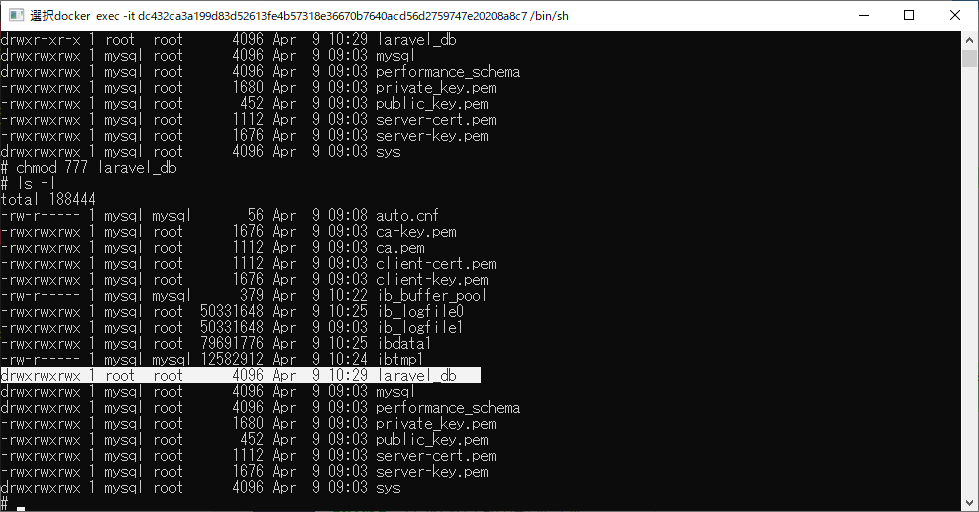 選択docker exec -it dc432ca3a199d83d52613fe4b57318e36670b7640acd56d2759747e20208a8c7 /bin/sh
drwxr-xr-x 1 root root 4096 Apr 9 10:29 laravel_db
drwxrwxrwx 1 mysql root 4096 Apr 9 09:03 mysql
drwxrwxrwx 1 mysql root 4096 Apr 9 09:03 performance_schema
-rwxrwxrwx 1 mysql root 1680 Apr 9 09:03 private_key.pem
-rwxrwxrwx 1 mysql root 452 Apr 9 09:03 public_key.pem
-rwxrwxrwx 1 mysql root 1112 Apr 9 09:03 server-cert.pem
-rwxrwxrwx 1 mysql root 1676 Apr 9 09:03 server-key.pem
drwxrwxrwx 1 mysql root 4096 Apr 9 09:03 sys
# chmod 777 laravel_db
# ls -l
total 188444
-rw-r----- 1 mysql mysql 56 Apr 9 09:08 auto.cnf
-rwxrwxrwx 1 mysql root 1676 Apr 9 09:03 ca-key.pem
-rwxrwxrwx 1 mysql root 1112 Apr 9 09:03 ca.pem
-rwxrwxrwx 1 mysql root 1112 Apr 9 09:03 client-cert.pem
-rwxrwxrwx 1 mysql root 1676 Apr 9 09:03 client-key.pem
-rw-r----- 1 mysql mysql 379 Apr 9 10:22 ib_buffer_pool
-rwxrwxrwx 1 mysql root 50331648 Apr 9 10:25 ib_logfile0
-rwxrwxrwx 1 mysql root 50331648 Apr 9 09:03 ib_logfile1
-rwxrwxrwx 1 mysql root 79691776 Apr 9 10:25 ibdata1
-rw-r----- 1 mysql mysql 12582912 Apr 9 10:24 ibtmp1
drwxrwxrwx 1 root root 4096 Apr 9 10:29 laravel_db
drwxrwxrwx 1 mysql root 4096 Apr 9 09:03 mysql
drwxrwxrwx 1 mysql root 4096 Apr 9 09:03 performance_schema
-rwxrwxrwx 1 mysql root 1680 Apr 9 09:03 private_key.pem
-rwxrwxrwx 1 mysql root 452 Apr 9 09:03 public_key.pem
-rwxrwxrwx 1 mysql root 1112 Apr 9 09:03 server-cert.pem
-rwxrwxrwx 1 mysql root 1676 Apr 9 09:03 server-key.pem
drwxrwxrwx 1 mysql root 4096 Apr 9 09:03 sys
#